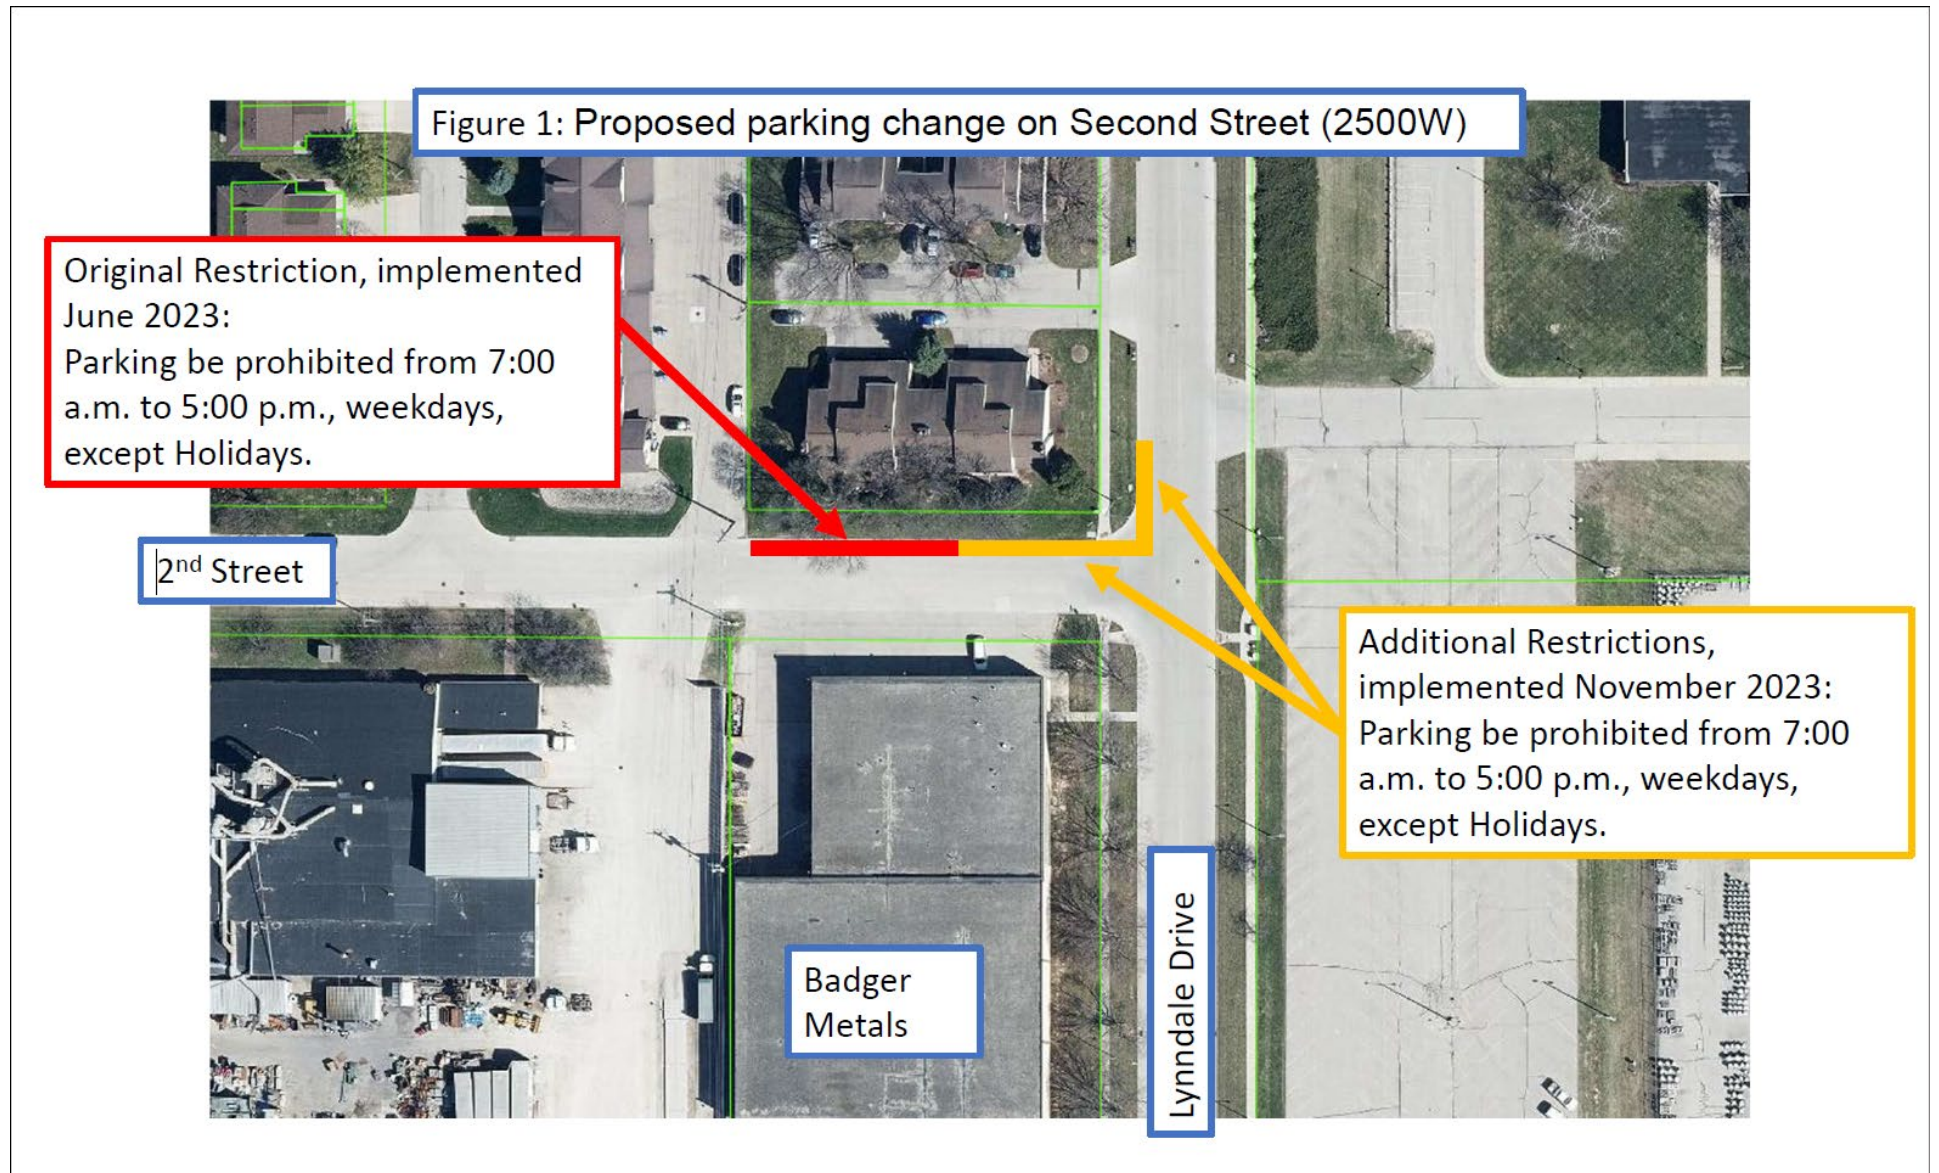 Figure 1: Proposed parking change on Second Street (2500W)
Original Restriction, implemented
June 2023:
Parking be prohibited from 7:00
a.m. to 5:00 p.m., weekdays,
except Holidays.
2nd Street
Additional Restrictions,
implemented November 2023:
Parking be prohibited from 7:00
a.m. to 5:00 p.m., weekdays,
except Holidays.
Badger
Metals
Lynndale Drive